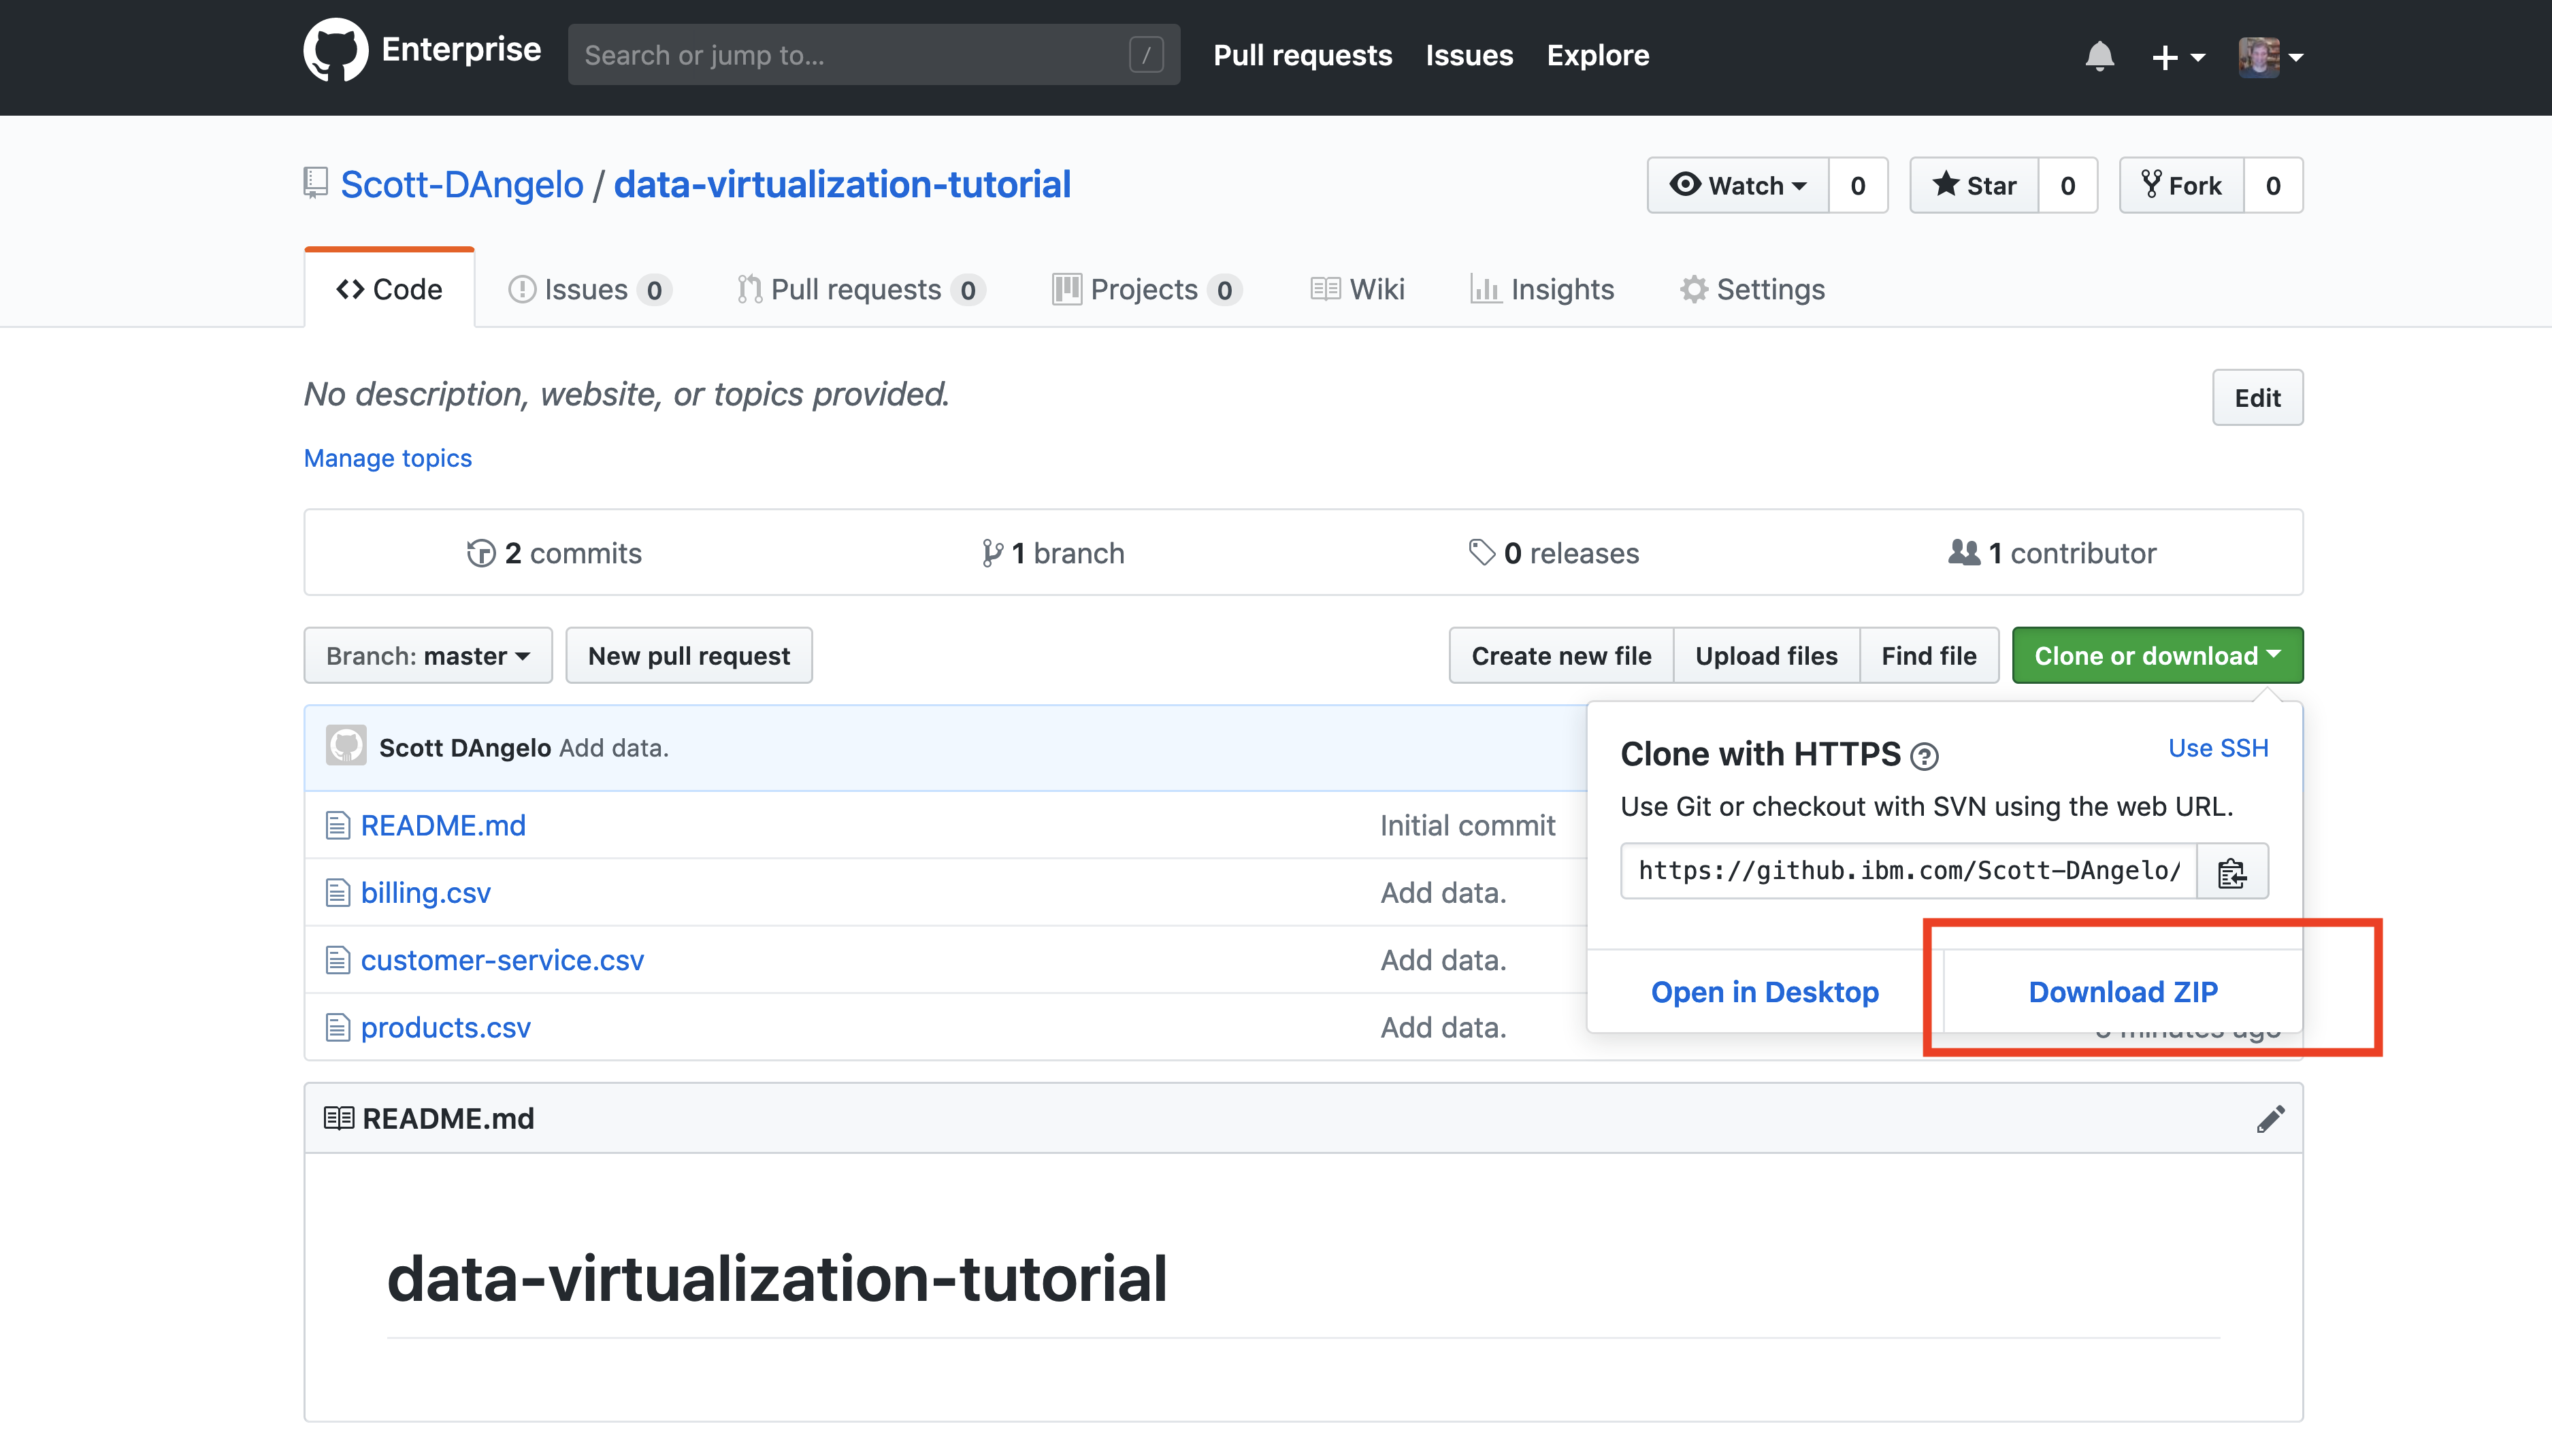 Enterprise Search or jump to... / Pull requests Issues Explore
Scott-DAngelo / data-virtualization-tutorial Watch 0 Star 0 Fork 0
Code Issues 0 Pull requests 0 Projects 0 Wiki Insights Settings
No description, website, or topics provided. Edit
Manage topics
2 commits 1 branch 0 releases 1 contributor
Branch: master New pull request Create new file Upload files Find file Clone or download
Scott DAngelo Add data.
Clone with HTTPS ? Use SSH
Use Git or checkout with SVN using the web URL.
https://github.ibm.com/Scott-DAngelo/
Open in Desktop Download ZIP
README.md Initial commit
billing.csv Add data.
customer-service.csv Add data.
products.csv Add data.
minutes ago
README.md
data-virtualization-tutorial